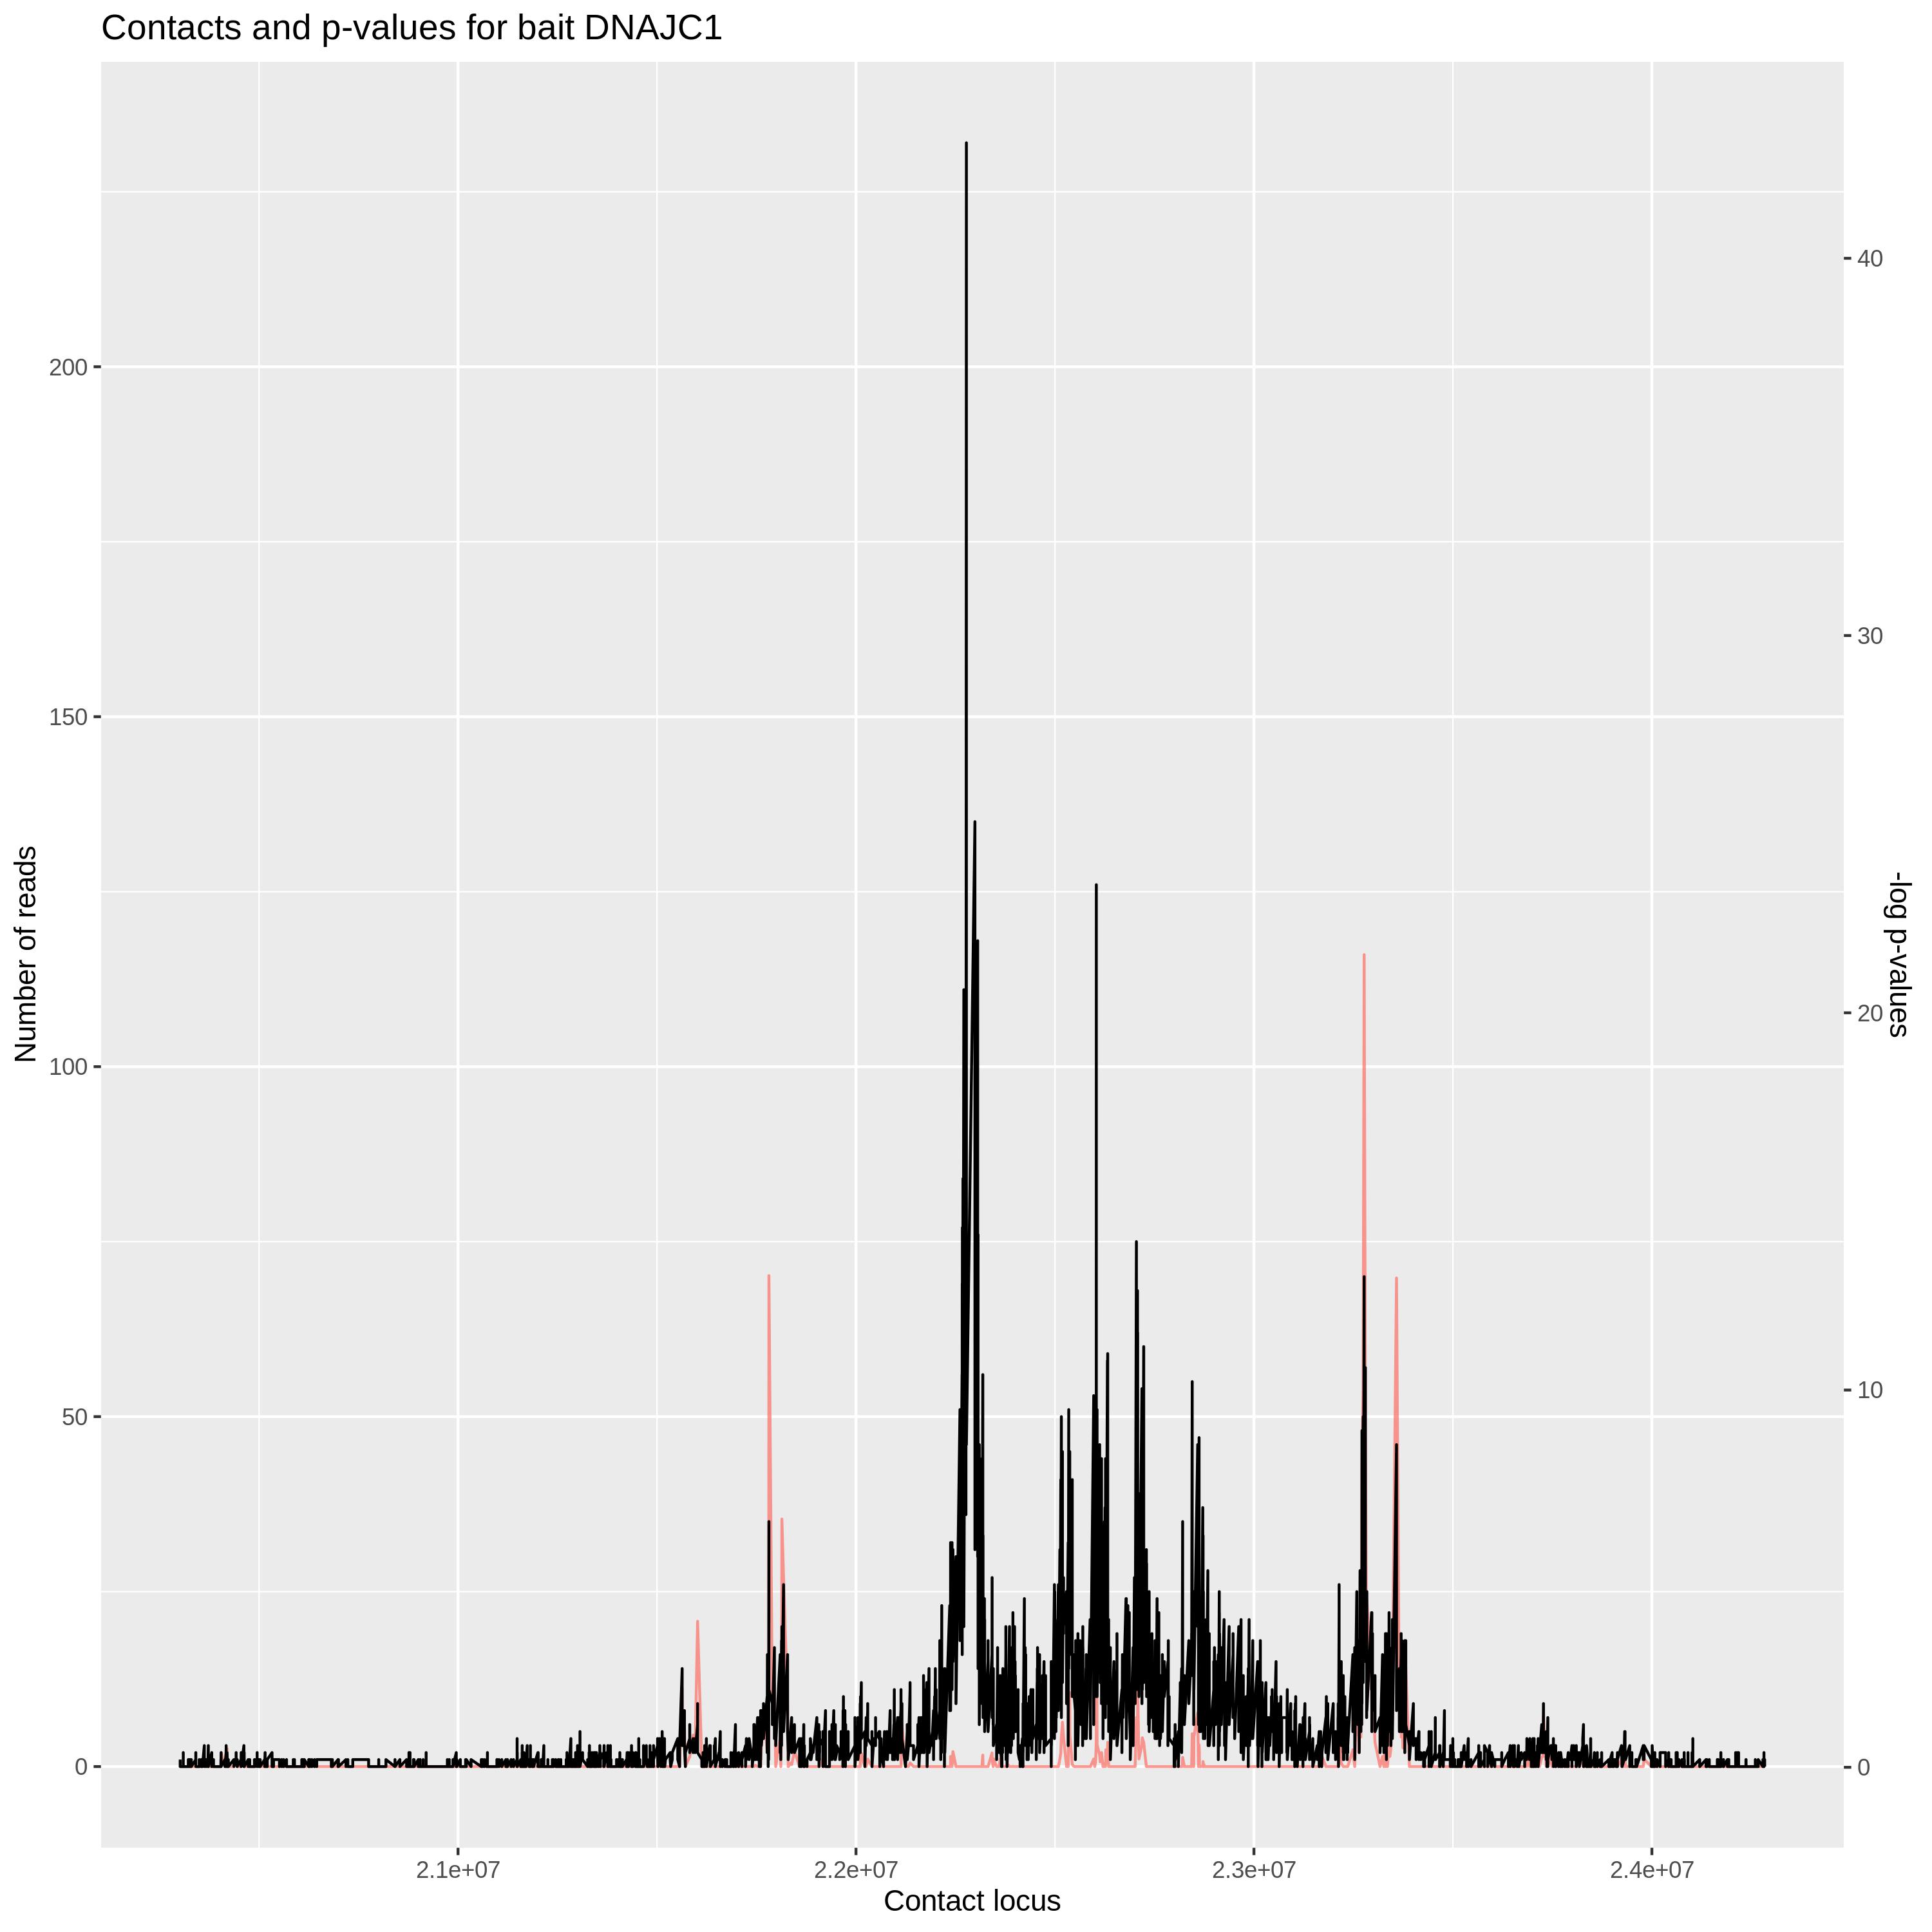 Contacts and p-values for bait DNAJC1
200
150
100
50
0
40
30
20
10
0
Number of reads
-log p-values
2.1e+07 2.2e+07 2.3e+07 2.4e+07
Contact locus